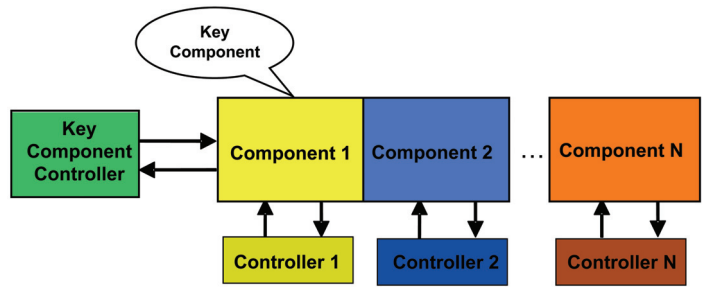 Key
Component
Key
Component
Controller
Component 1
Component 2
...
Component N
Controller 1
Controller 2
Controller N